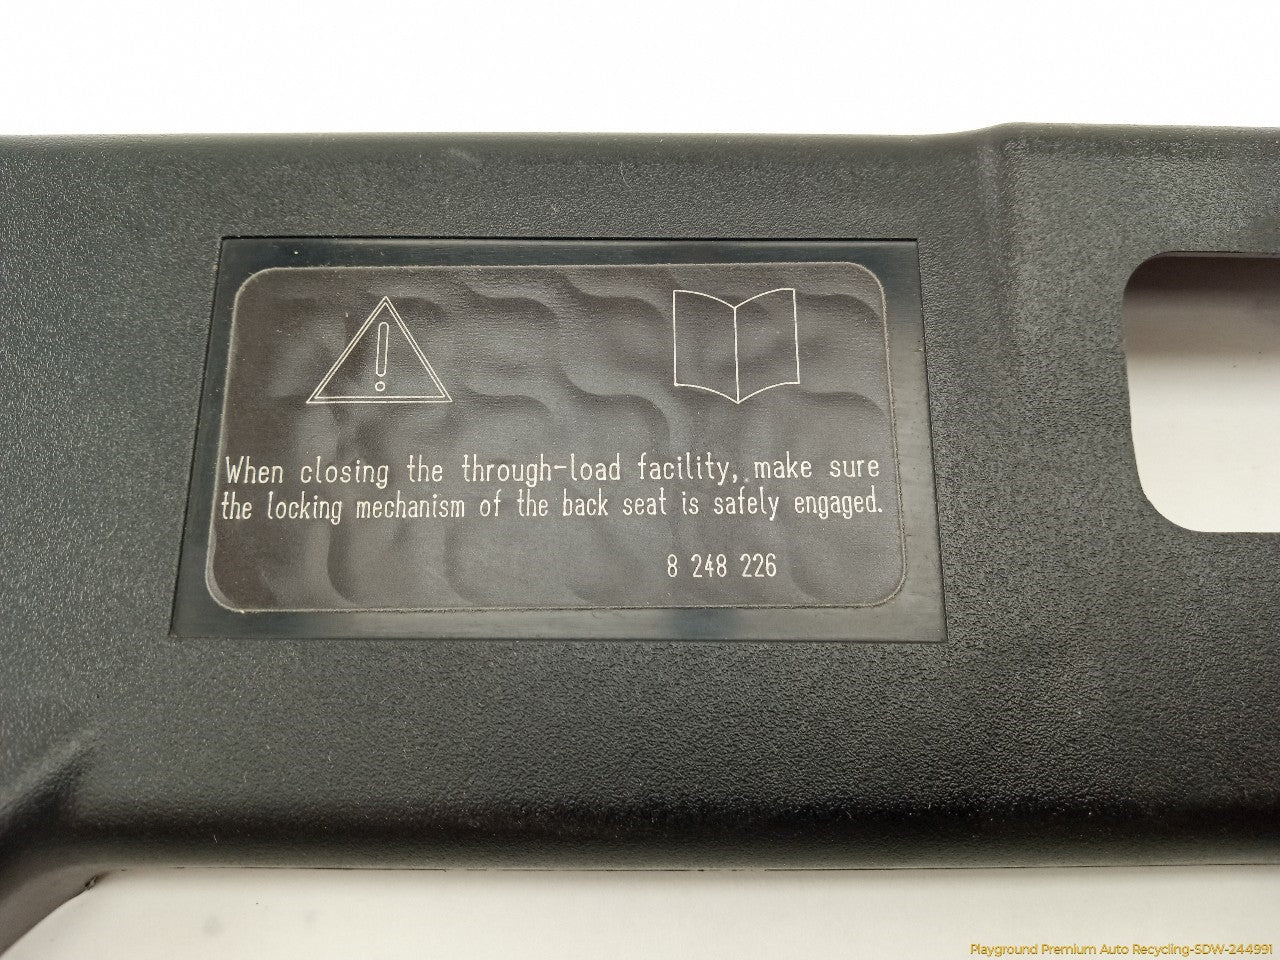 When closing the through-load facility, make sure
the locking mechanism of the back seat is safely engaged.
8 248 226
Playground Premium Auto Recycling-SDW-244991